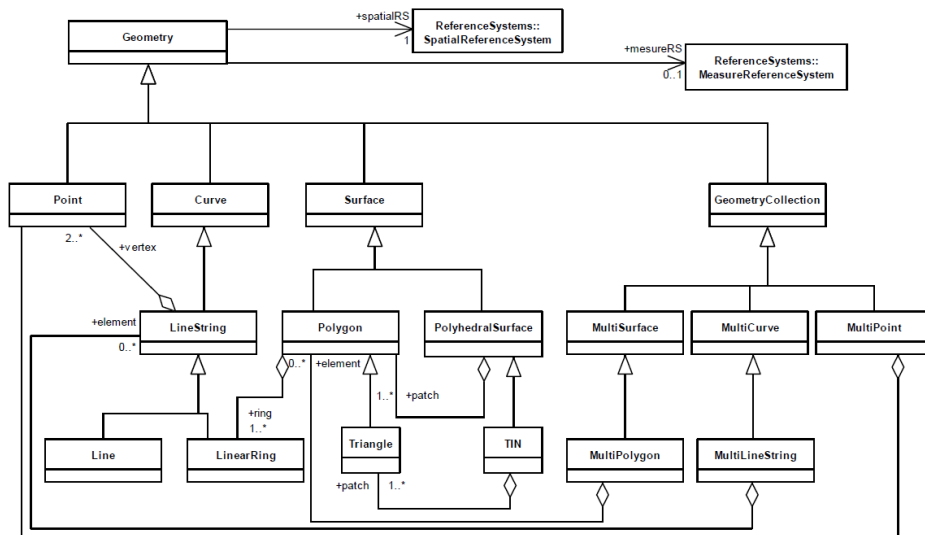 +spatialRS
1
ReferenceSystems::
SpatialReferenceSystem
Geometry
+mesureRS
0..1
ReferenceSystems::
MeasureReferenceSystem
Point
Curve
Surface
GeometryCollection
2..*
+vertex
+element
0..*
LineString
Polygon
PolyhedralSurface
MultiSurface
MultiCurve
MultiPoint
0..*
+element
1..*
+patch
+ring
1..*
Line
LinearRing
Triangle
TIN
MultiPolygon
MultiLineString
+patch
1..*